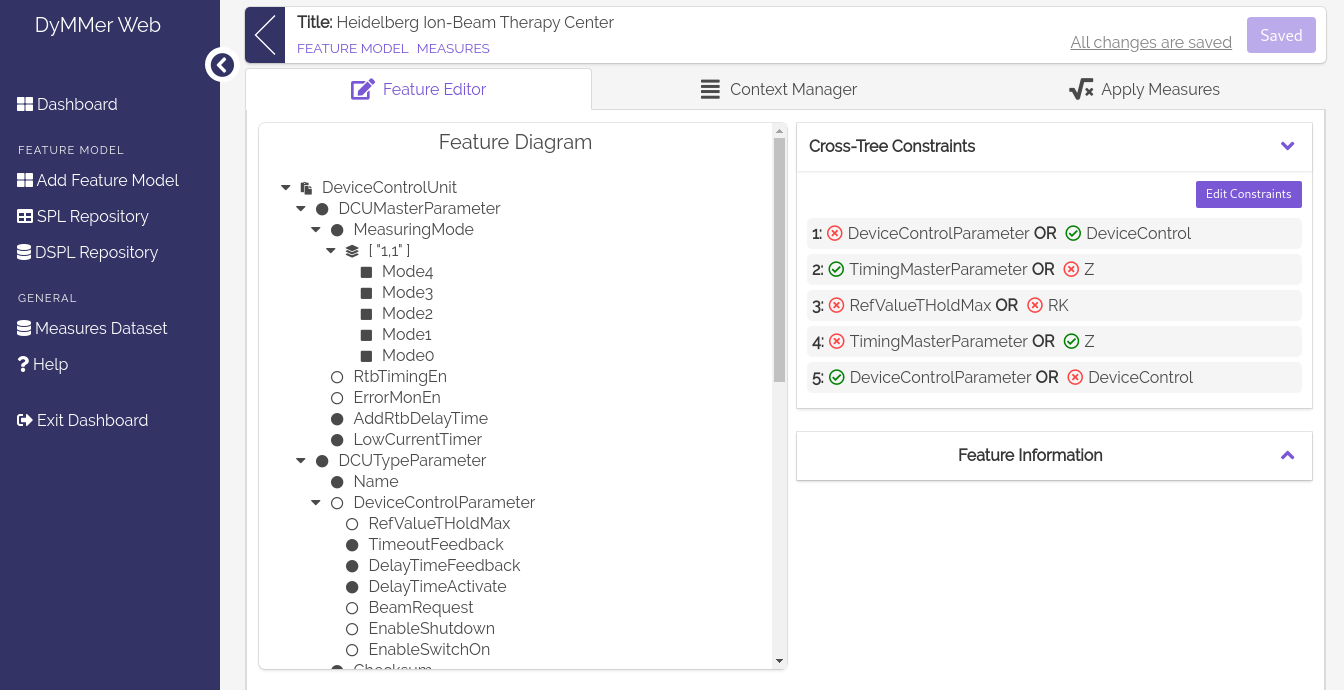 DyMMer Web
Dashboard
FEATURE MODEL
Add Feature Model
SPL Repository
DSPL Repository
GENERAL
Measures Dataset
Help
Exit Dashboard
Title: Heidelberg Ion-Beam Therapy Center
FEATURE MODEL MEASURES
All changes are saved
Saved
Feature Editor
Context Manager
Apply Measures
Feature Diagram
DeviceControlUnit
DCUMasterParameter
MeasuringMode
[ "1,1" ]
Mode4
Mode3
Mode2
Mode1
Mode0
RtbTimingEn
ErrorMonEn
AddRtbDelayTime
LowCurrentTimer
DCUTypeParameter
Name
DeviceControlParameter
RefValueTHoldMax
TimeoutFeedback
DelayTimeFeedback
DelayTimeActivate
BeamRequest
EnableShutdown
EnableSwitchOn
Checksum
Cross-Tree Constraints
Edit Constraints
1: DeviceControlParameter OR DeviceControl
2: TimingMasterParameter OR Z
3: RefValueTHoldMax OR RK
4: TimingMasterParameter OR Z
5: DeviceControlParameter OR DeviceControl
Feature Information